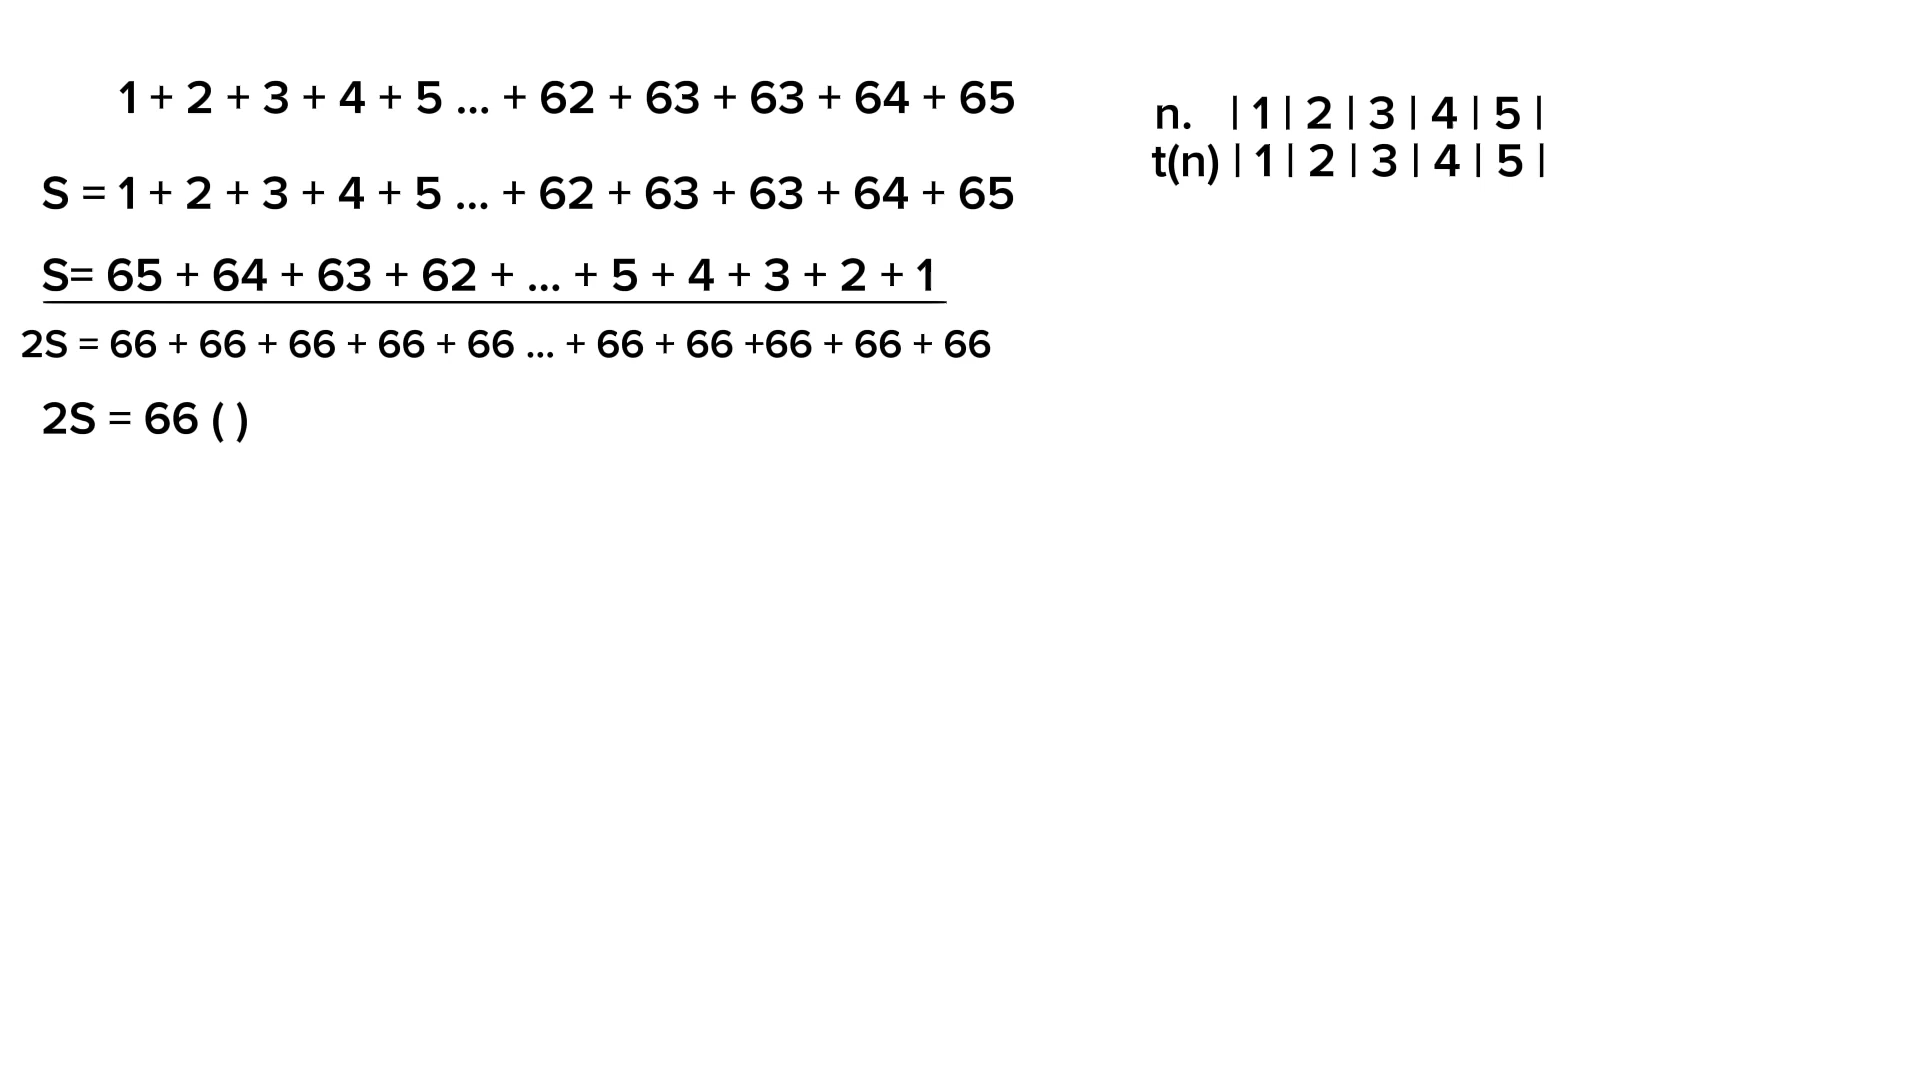 1 + 2 + 3 + 4 + 5 ... + 62 + 63 + 63 + 64 + 65
S = 1 + 2 + 3 + 4 + 5 ... + 62 + 63 + 63 + 64 + 65
S= 65 + 64 + 63 + 62 + ... + 5 + 4 + 3 + 2 + 1
2S = 66 + 66 + 66 + 66 + 66 ... + 66 + 66 +66 + 66 + 66
2S = 66 ( )
n. | 1 | 2 | 3 | 4 | 5 |
t(n) | 1 | 2 | 3 | 4 | 5 |